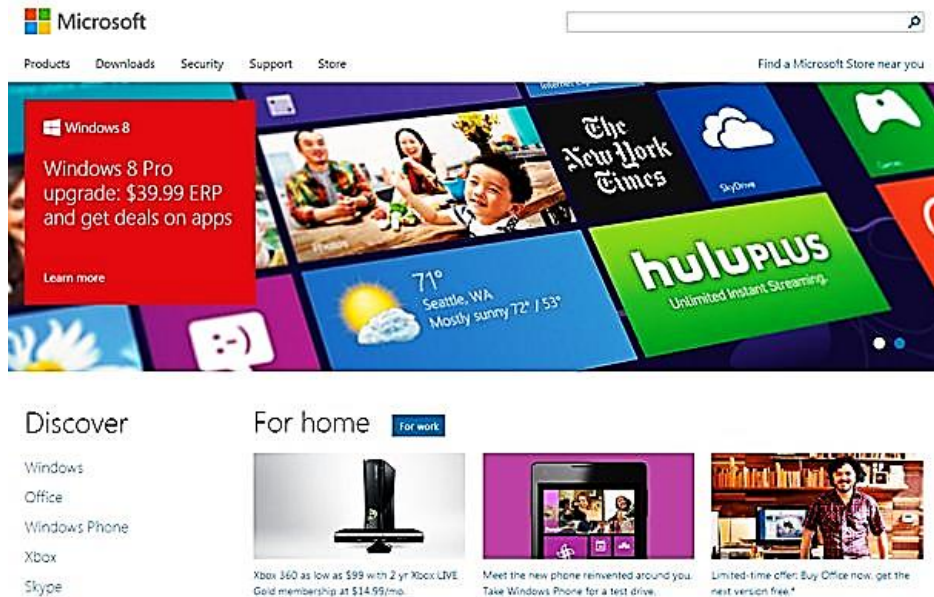 Microsoft
Products Downloads Security Support Store
Find a Microsoft Store near you
Windows 8
Windows 8 Pro
upgrade: $39.99 ERP
and get deals on apps
Learn more
Photos
The
New York
Times
SkyDrive
Games
71°
Seattle, WA
Mostly sunny 72° / 53°
huluPLUS
Unlimited Instant Streaming.
Discover
Windows
Office
Windows Phone
Xbox
Skype
For home
For work
Xbox 360 as low as $99 with 2 yr Xbox LIVE
Gold membership at $14.99/mo.
Meet the new phone reinvented around you.
Take Windows Phone for a test drive.
Limited-time offer: Buy Office now, get the
next version free.*